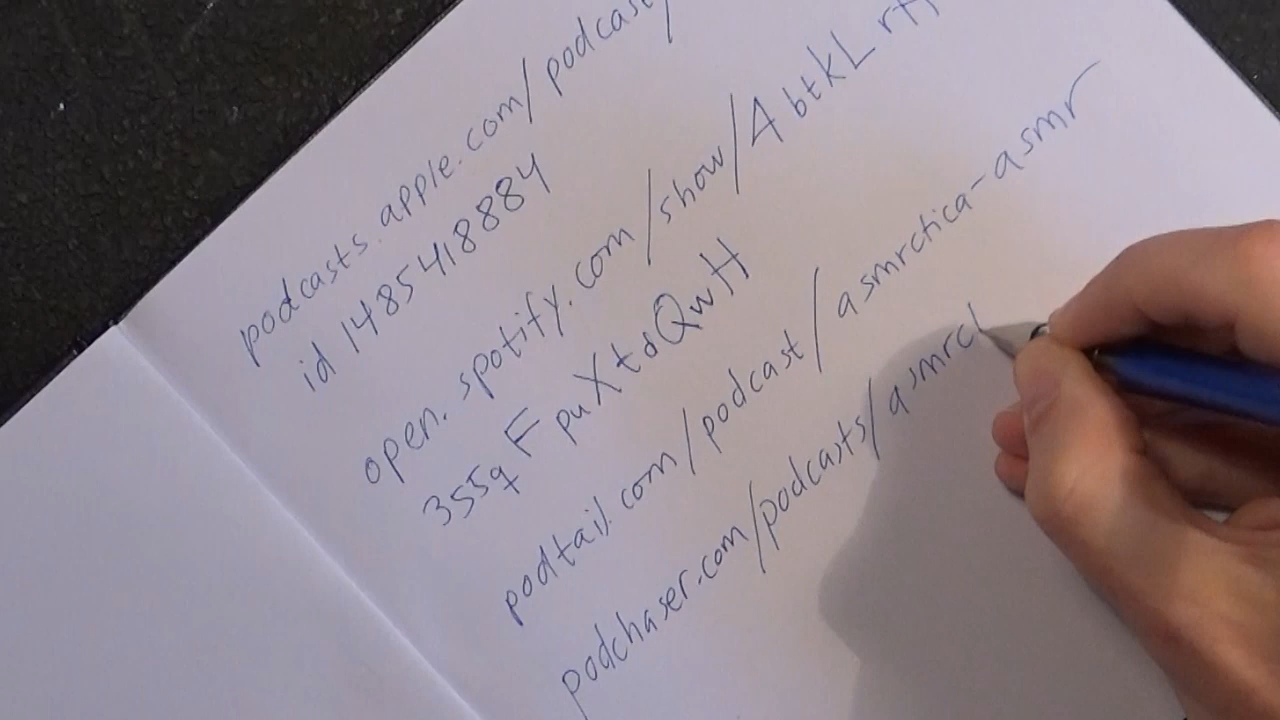 podcasts.apple.com/podcast/
id 1485418884
open.spotify.com/show/AbtkL
355qFpuXtdQwH
podtail.com/podcast/asmrctica-asmr
podchaser.com/podcasts/asmrc